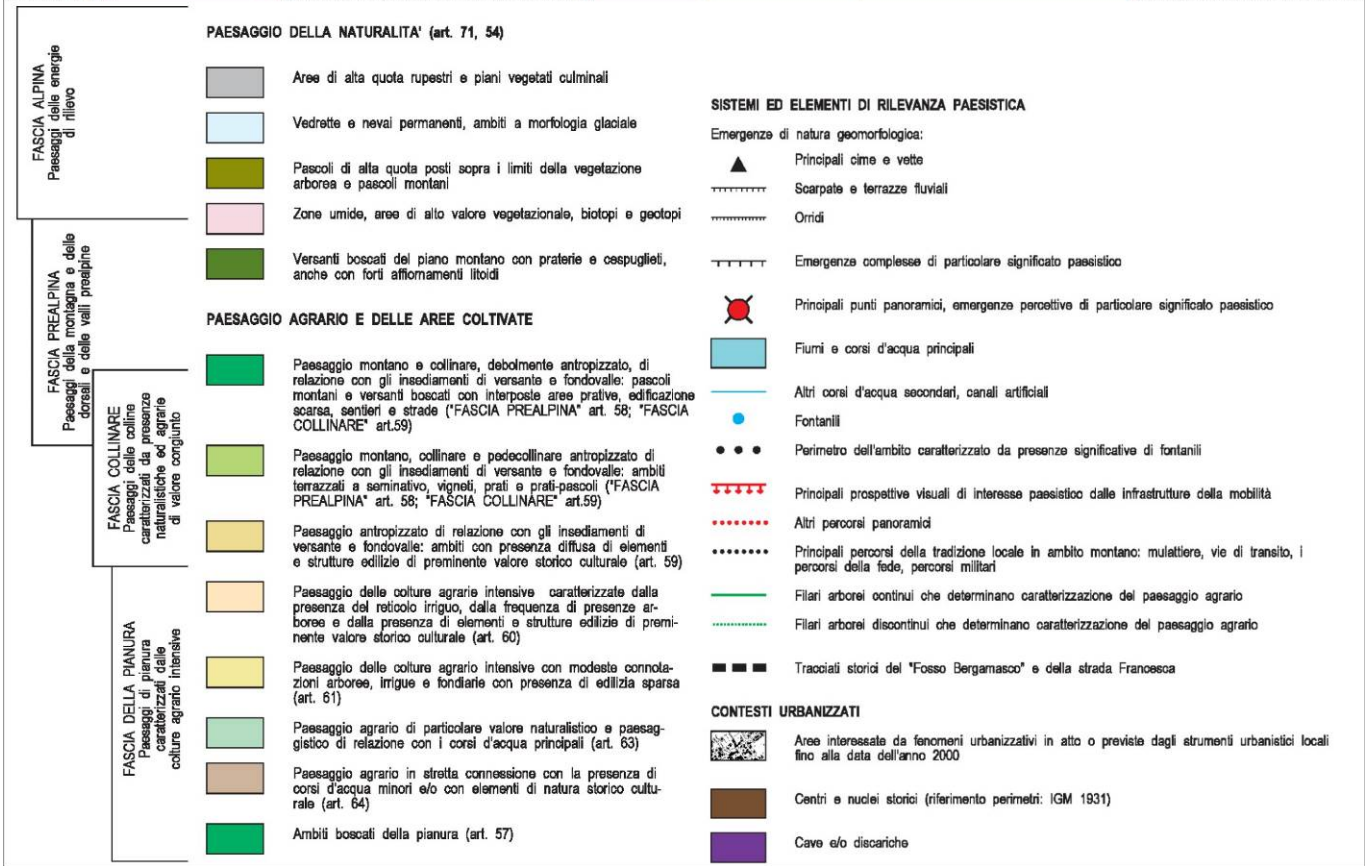 FASCIA ALPINA
Paesaggi delle energie
di rilievo
FASCIA PREALPINA
Paesaggi della montagna e delle
dorsali e delle valli prealpine
FASCIA COLLINARE
Paesaggi delle colline
caratterizzati da presenze
naturalistiche ed agrarie
di valore congiunto
FASCIA DELLA PIANURA
Paesaggi di pianura
caratterizzati dalle
colture agrario intensive
PAESAGGIO DELLA NATURALITA' (art. 71, 54)
Aree di alta quota rupestri e piani vegetati culminali
Vedrette e nevai permanenti, ambiti a morfologia glaciale
Pascoli di alta quota posti sopra i limiti della vegetazione
arborea e pascoli montani
Zone umide, aree di alto valore vegetazionale, biotopi e geotopi
Versanti boscati del piano montano con praterie e cespuglieti,
anche con forti affiornamenti litoidi
PAESAGGIO AGRARIO E DELLE AREE COLTIVATE
Paesaggio montano e collinare, debolmente antropizzato, di
relazione con gli insediamenti di versante e fondovalle: pascoli
montani e versanti boscati con interposte aree prative, edificazione
scarsa, sentieri e strade ("FASCIA PREALPINA" art. 58; "FASCIA
COLLINARE" art.59)
Paesaggio montano, collinare e pedecollinare antropizzato di
relazione con gli insediamenti di versante e fondovalle: ambiti
terrazzati a seminativo, vigneti, prati e prati-pascoli ("FASCIA
PREALPINA" art. 58; "FASCIA COLLINARE" art.59)
Paesaggio antropizzato di relazione con gli insediamenti di
versante e fondovalle: ambiti con presenza diffusa di elementi
e strutture edilizie di preminente valore storico culturale (art. 59)
Paesaggio delle colture agrarie intensive caratterizzate dalla
presenza del reticolo irriguo, dalla frequenza di presenze ar-
boree e dalla presenza di elementi e strutture edilizie di premi-
nente valore storico culturale (art. 60)
Paesaggio delle colture agrario intensive con modeste connota-
zioni arboree, irrigue e fondiarie con presenza di edilizia sparsa
(art. 61)
Paesaggio agrario di particolare valore naturalistico e paesag-
gistico di relazione con i corsi d'acqua principali (art. 63)
Paesaggio agrario in stretta connessione con la presenza di
corsi d'acqua minori e/o con elementi di natura storico cultu-
rale (art. 64)
Ambiti boscati della pianura (art. 57)
SISTEMI ED ELEMENTI DI RILEVANZA PAESISTICA
Emergenze di natura geomorfologica:
Principali cime e vette
Scarpate e terrazze fluviali
Orridi
Emergenze complesse di particolare significato paesistico
Principali punti panoramici, emergenze percettive di particolare significato paesistico
Fiumi e corsi d'acqua principali
Altri corsi d'acqua secondari, canali artificiali
Fontanili
Perimetro dell'ambito caratterizzato da presenze significative di fontanili
Principali prospettive visuali di interesse paesistico dalle infrastrutture della mobilità
Altri percorsi panoramici
Principali percorsi della tradizione locale in ambito montano: mulattiere, vie di transito, i
percorsi della fede, percorsi militari
Filari arborei continui che determinano caratterizzazione del paesaggio agrario
Filari arborei discontinui che determinano caratterizzazione del paesaggio agrario
Tracciati storici del "Fosso Bergamasco" e della strada Francesca
CONTESTI URBANIZZATI
Aree interessate da fenomeni urbanizzativi in atto o previste dagli strumenti urbanistici locali
fino alla data dell'anno 2000
Centri e nuclei storici (riferimento perimetri: IGM 1931)
Cave e/o discariche